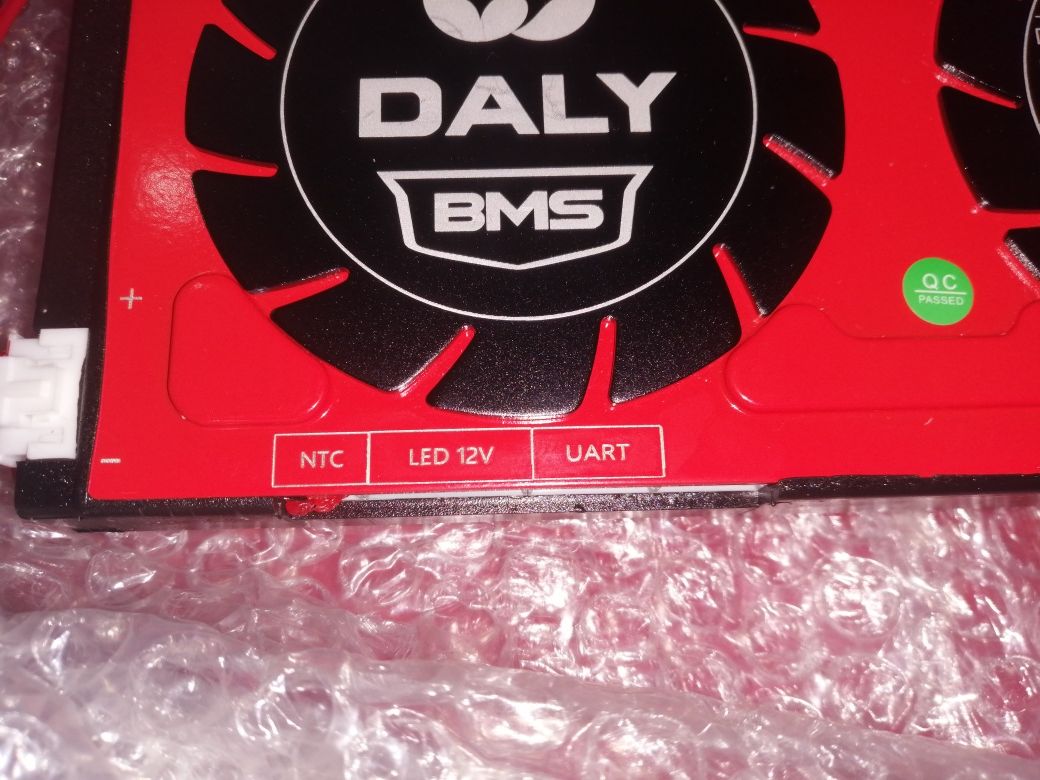 DALY
BMS
QC
PASSED
+
-
NTC
LED 12V
UART